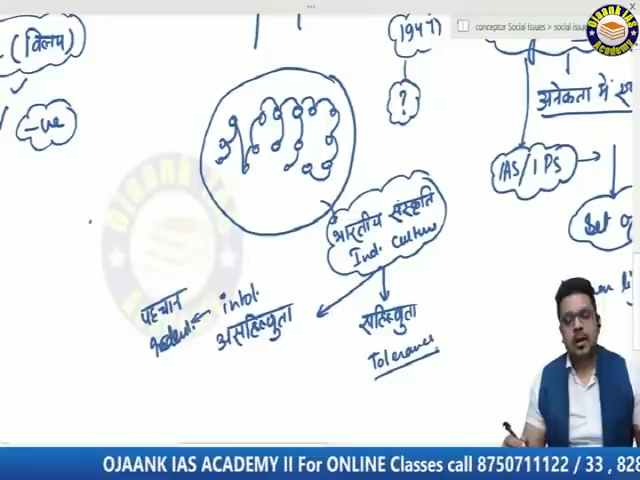 (विलय)
-ve
1947)
?
conceptor Social Issues > social issu
OJAANK IAS
Academy
अनेकता में
IAS/IPS
भारतीय संस्कृति
Ind. Culture
पहचान
intol.
असहिष्णुता
सहिष्णुता
Tolerance
OJAANK IAS ACADEMY II For ONLINE Classes call 8750711122 / 33 , 828